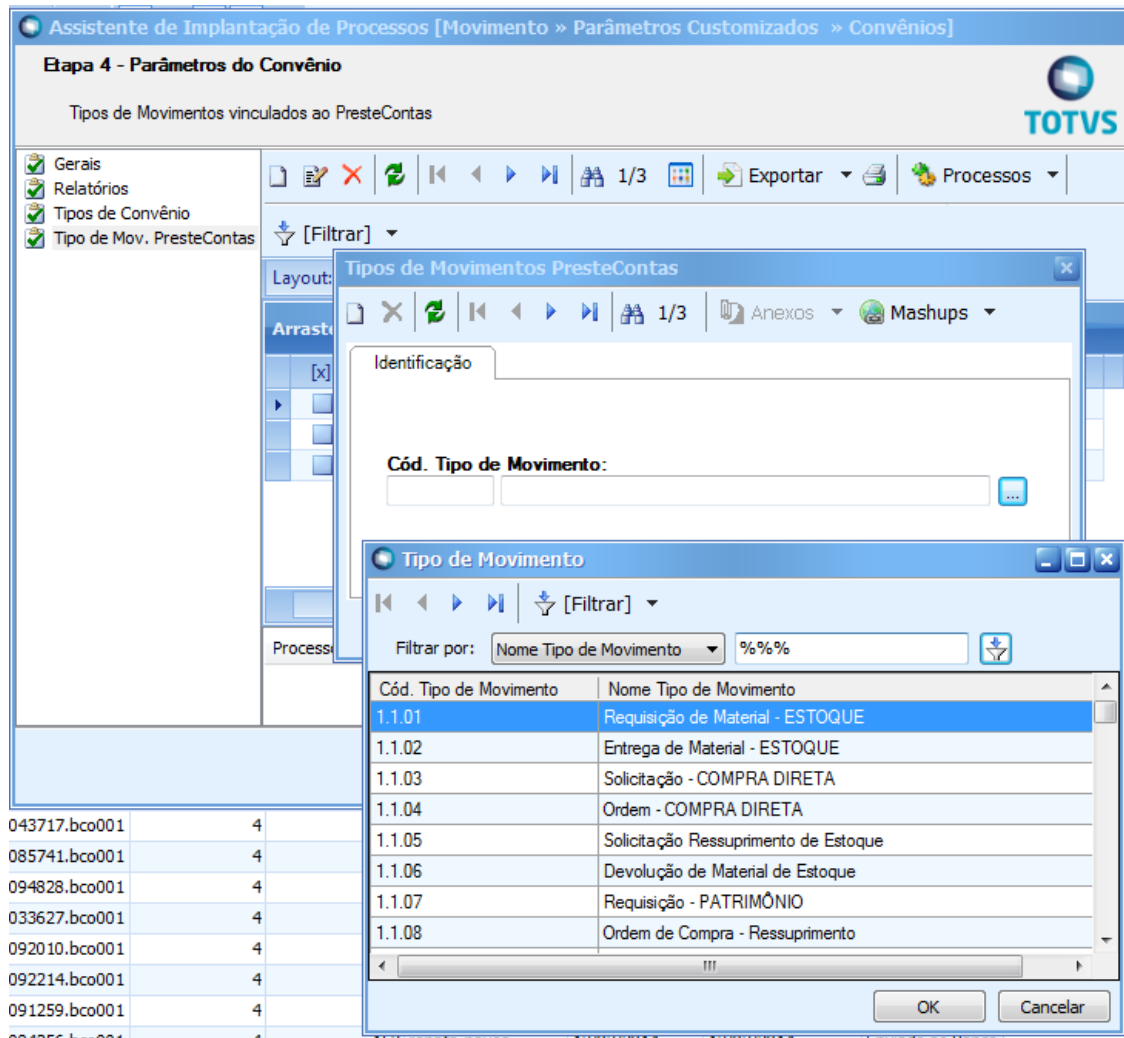 Assistente de Implantação de Processos [Movimento » Parâmetros Customizados » Convênios]
Etapa 4 - Parâmetros do Convênio
Tipos de Movimentos vinculados ao PresteContas
TOTVS
Gerais
Relatórios
Tipos de Convênio
Tipo de Mov. PresteContas
1/3 Exportar Processos
[Filtrar]
Layout:
Arraste
[x]
Processo
Tipos de Movimentos PresteContas
1/3 Anexos Mashups
Identificação
Cód. Tipo de Movimento:
...
Tipo de Movimento
[Filtrar]
Filtrar por: Nome Tipo de Movimento %%%
Cód. Tipo de Movimento Nome Tipo de Movimento
1.1.01 Requisição de Material - ESTOQUE
1.1.02 Entrega de Material - ESTOQUE
1.1.03 Solicitação - COMPRA DIRETA
1.1.04 Ordem - COMPRA DIRETA
1.1.05 Solicitação Ressuprimento de Estoque
1.1.06 Devolução de Material de Estoque
1.1.07 Requisição - PATRIMÔNIO
1.1.08 Ordem de Compra - Ressuprimento
OK Cancelar
043717.bco001 4
085741.bco001 4
094828.bco001 4
033627.bco001 4
092010.bco001 4
092214.bco001 4
091259.bco001 4